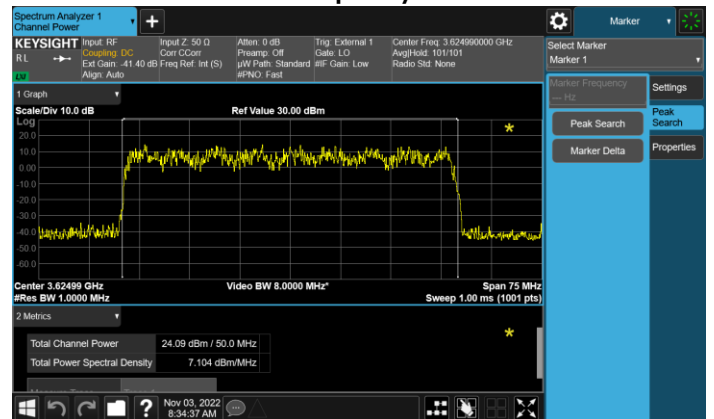 Spectrum Analyzer 1
Channel Power
+
Marker
KEYSIGHT
Input: RF
Input Z: 50 Ω
Atten: 0 dB
Trig: External 1
Center Freq: 3.624990000 GHz
RL
Coupling: DC
Corr CCorr
Preamp: Off
Gate: LO
Avg|Hold: 101/101
Ext Gain: -41.40 dB
Freq Ref: Int (S)
µW Path: Standard
#IF Gain: Low
Radio Std: None
Align: Auto
#PNO: Fast
Select Marker
Marker 1
Marker Frequency
--- Hz
Settings
Peak Search
Peak
Search
Marker Delta
Properties
1 Graph
Scale/Div 10.0 dB
Ref Value 30.00 dBm
Log
20.0
10.0
0.00
-10.0
-20.0
-30.0
-40.0
-50.0
-60.0
Center 3.62499 GHz
Video BW 8.0000 MHz*
Span 75 MHz
#Res BW 1.0000 MHz
Sweep 1.00 ms (1001 pts)
2 Metrics
Total Channel Power
24.09 dBm / 50.0 MHz
Total Power Spectral Density
7.104 dBm/MHz
?
Nov 03, 2022
8:34:37 AM